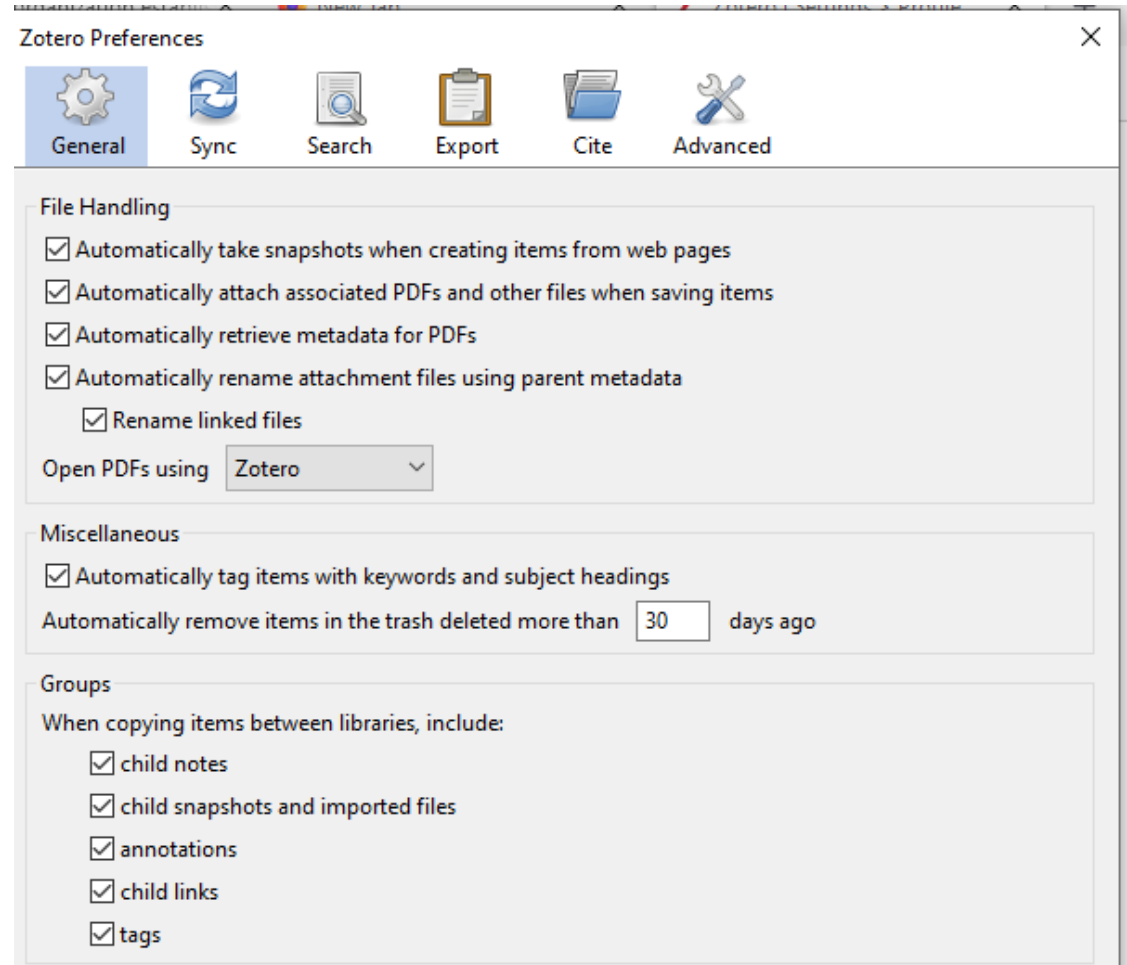 New Tab
Zotero Preferences
General Sync Search Export Cite Advanced
File Handling
Automatically take snapshots when creating items from web pages
Automatically attach associated PDFs and other files when saving items
Automatically retrieve metadata for PDFs
Automatically rename attachment files using parent metadata
Rename linked files
Open PDFs using Zotero
Miscellaneous
Automatically tag items with keywords and subject headings
Automatically remove items in the trash deleted more than 30 days ago
Groups
When copying items between libraries, include:
child notes
child snapshots and imported files
annotations
child links
tags